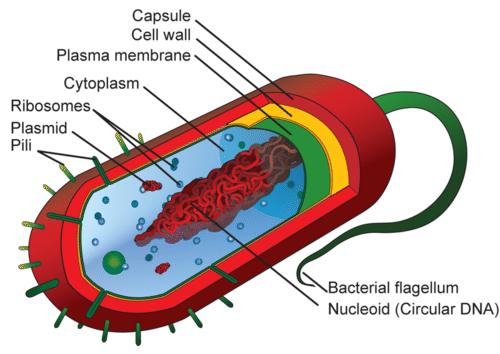 Capsule
Cell wall
Plasma membrane
Cytoplasm
Ribosomes
Plasmid
Pili
Bacterial flagellum
Nucleoid (Circular DNA)